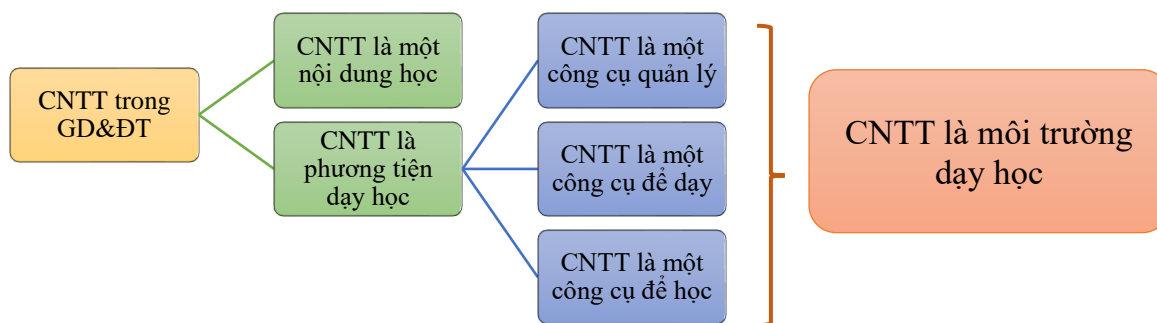 CNTT trong
GD&ĐT
CNTT là một
nội dung học
CNTT là
phương tiện
dạy học
CNTT là một
công cụ quản lý
CNTT là một
công cụ để dạy
CNTT là một
công cụ để học
CNTT là môi trường
dạy học